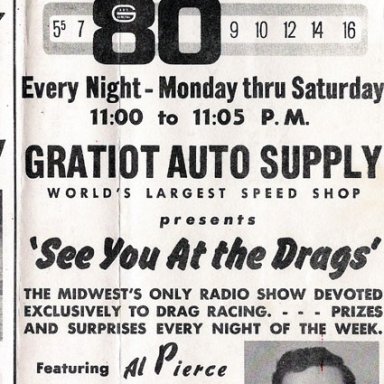 5⁵ 7 80 9 10 12 14 16
Every Night - Monday thru Saturday
11:00 to 11:05 P.M.
GRATIOT AUTO SUPPLY
WORLD'S LARGEST SPEED SHOP
presents
'See You At the Drags'
THE MIDWEST'S ONLY RADIO SHOW DEVOTED
EXCLUSIVELY TO DRAG RACING. - - - PRIZES
AND SURPRISES EVERY NIGHT OF THE WEEK.
Featuring Al Pierce